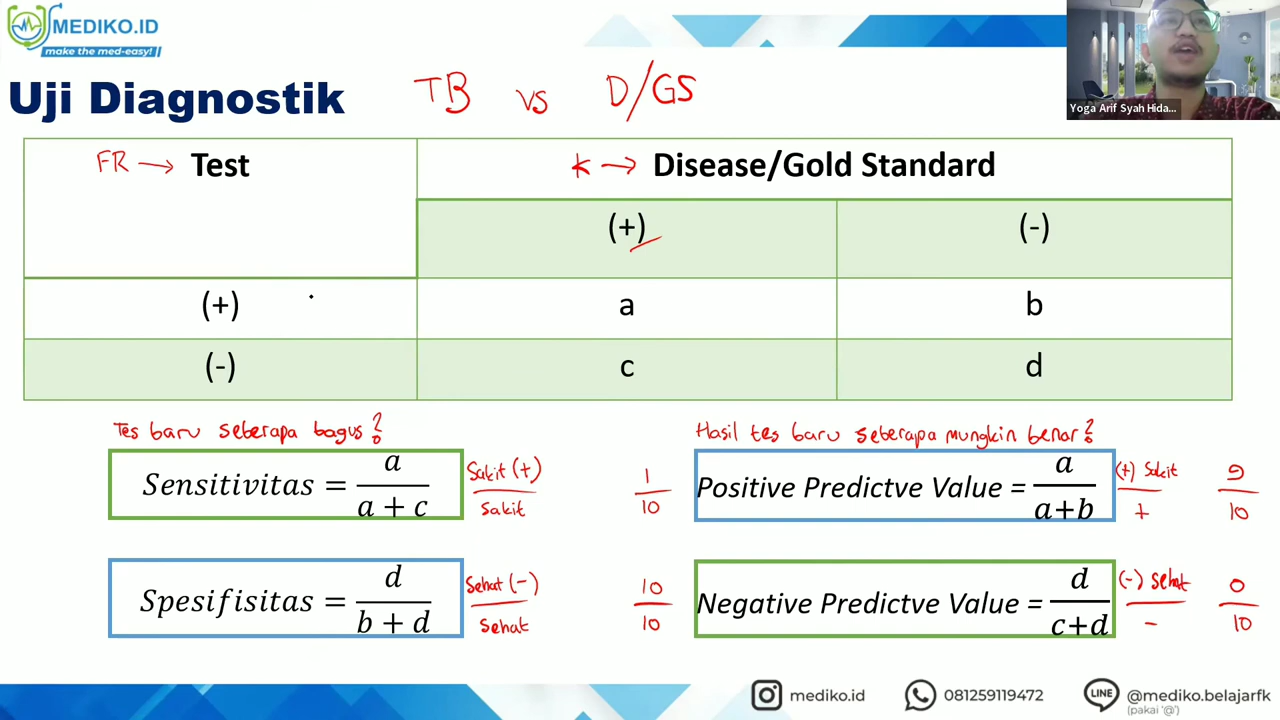 MEDIKO.ID
make the med-easy!
Uji Diagnostik
TB vs D/GS
Yoga Arif Syah Hida...
FR → Test
K → Disease/Gold Standard
(+)
(-)
(+) a b
(-) c d
Tes baru seberapa bagus?
Hasil tes baru seberapa mungkin benar?
Sensitivitas = a / a + c
Sakit (+) / Sakit
1/10
Positive Predictve Value = a / a+b
(+) Sakit / +
9/10
Spesifisitas = d / b + d
Sehat (-) / Sehat
10/10
Negative Predictve Value = d / c+d
(-) Sehat / -
0/10
mediko.id
081259119472
LINE
@mediko.belajarfk
(pakai '@')